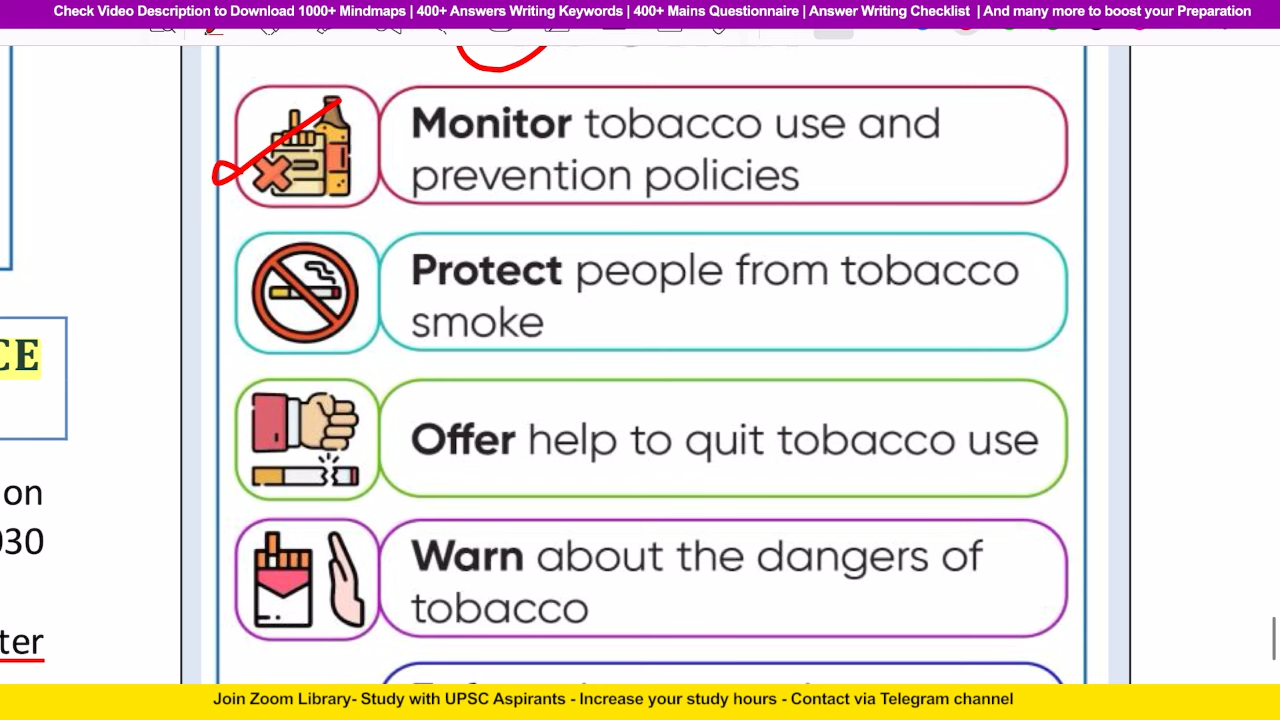 Check Video Description to Download 1000+ Mindmaps | 400+ Answers Writing Keywords | 400+ Mains Questionnaire | Answer Writing Checklist | And many more to boost your Preparation
Monitor tobacco use and
prevention policies
Protect people from tobacco
smoke
CE
Offer help to quit tobacco use
on
030
Warn about the dangers of
tobacco
ter
Join Zoom Library- Study with UPSC Aspirants - Increase your study hours - Contact via Telegram channel